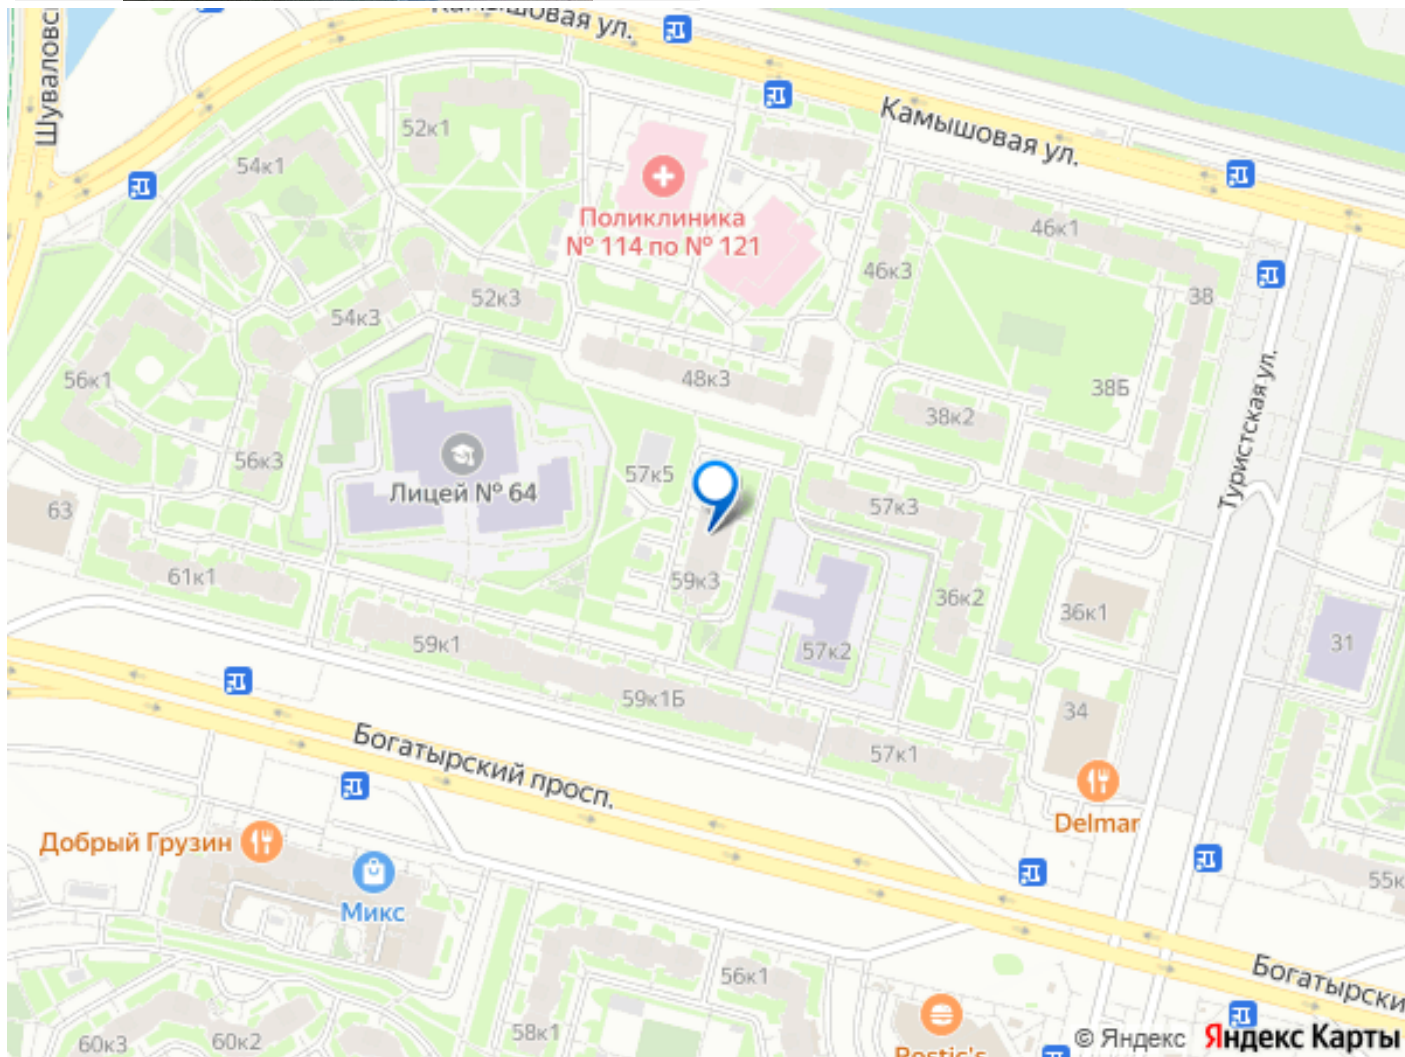 Камышовая ул.
Шуваловс
Камышовая ул.
52к1
54к1
Поликлиника
№ 114 по № 121
46к1
46к3
52к3
38
54к3
56к1
48к3
38Б
38к2
Туристская ул.
56к3
57к5
Лицей № 64
57к3
63
61к1
59к3
36к2
36к1
59к1
57к2
31
59к1Б
34
Богатырский просп.
57к1
Delmar
Добрый Грузин
Микс
55к
56к1
Богатырски
58к1
60к3
60к2
Rostic's
© Яндекс Яндекс Карты